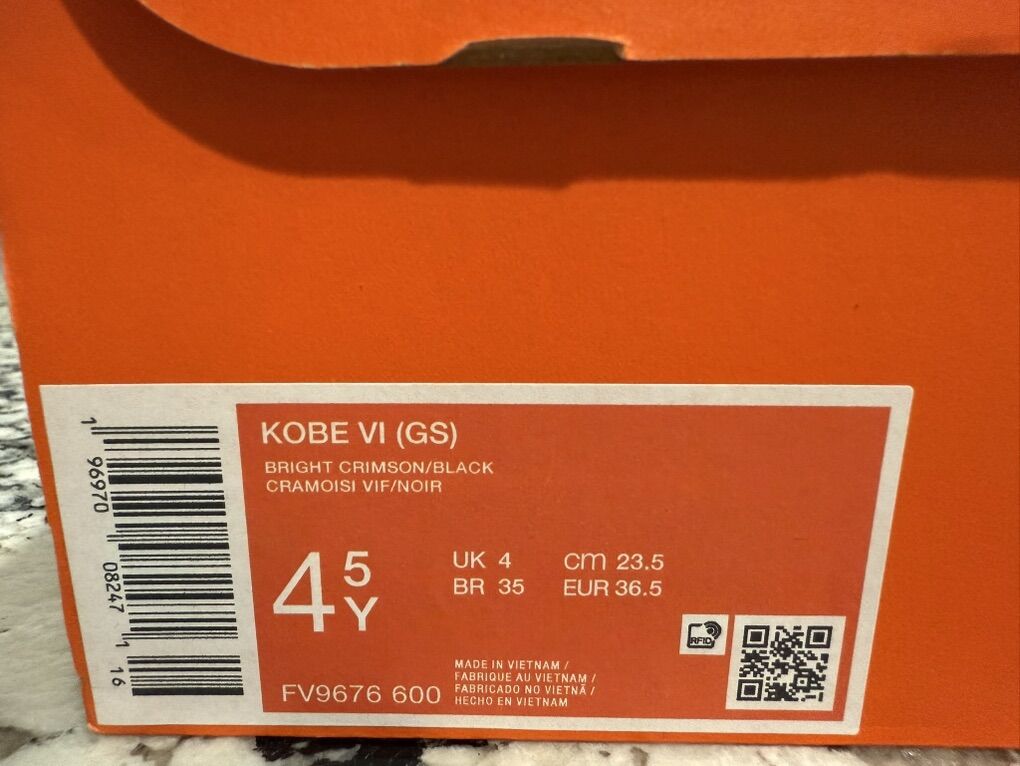 KOBE VI (GS)
BRIGHT CRIMSON/BLACK
CRAMOISI VIF/NOIR
4 5 Y
UK 4 cm 23.5
BR 35 EUR 36.5
RFID
MADE IN VIETNAM /
FABRIQUE AU VIETNAM /
FABRICADO NO VIETNÃ /
HECHO EN VIETNAM
FV9676 600
1 96970 08247 1 16